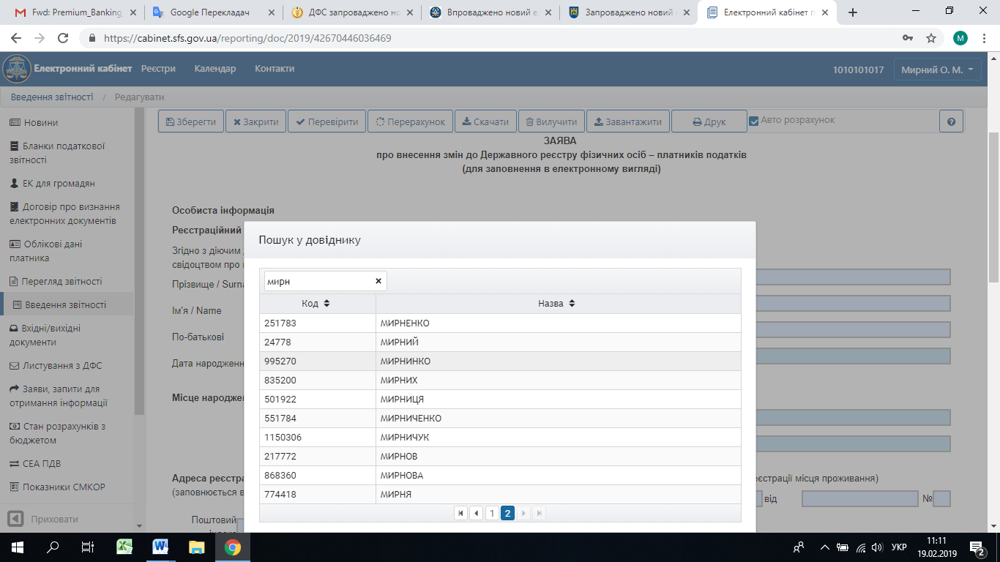 Fwd: Premium_Banking
Google Перекладач
ДФС запроваджено но
Впроваджено новий е
Запроваджено новий
Електронний кабінет п
https://cabinet.sfs.gov.ua/reporting/doc/2019/42670446036469
M
Електронний кабінет Реєстри Календар Контакти
1010101017 Мирний О. М.
Введення звітності / Редагувати
Новини
Бланки податкової
звітності
ЕК для громадян
Договір про визнання
електронних документів
Облікові дані
платника
Перегляд звітності
Введення звітності
Вхідні/вихідні
документи
Листування з ДФС
Заяви, запити для
отримання інформації
Стан розрахунків з
бюджетом
СЕА ПДВ
Показники СМКОР
Приховати
Зберегти Закрити Перевірити Перерахунок Скачати Вилучити Завантажити Друк Авто розрахунок
ЗАЯВА
про внесення змін до Державного реєстру фізичних осіб – платників податків
(для заповнення в електронному вигляді)
Особиста інформація
Реєстраційний
Згідно з діючим
свідоцтвом про
Прізвище / Surna
Ім'я / Name
По-батькові
Дата народженн
Місце народже
Адреса реєстра
(заповнюється в
єстрації місця проживання)
від №
Поштовий
Пошук у довіднику
мирн
Код Назва
251783 МИРНЕНКО
24778 МИРНИЙ
995270 МИРНИНКО
835200 МИРНИХ
501922 МИРНИЦЯ
551784 МИРНИЧЕНКО
1150306 МИРНИЧУК
217772 МИРНОВ
868360 МИРНОВА
774418 МИРНЯ
1 2
УКР
11:11
19.02.2019
2